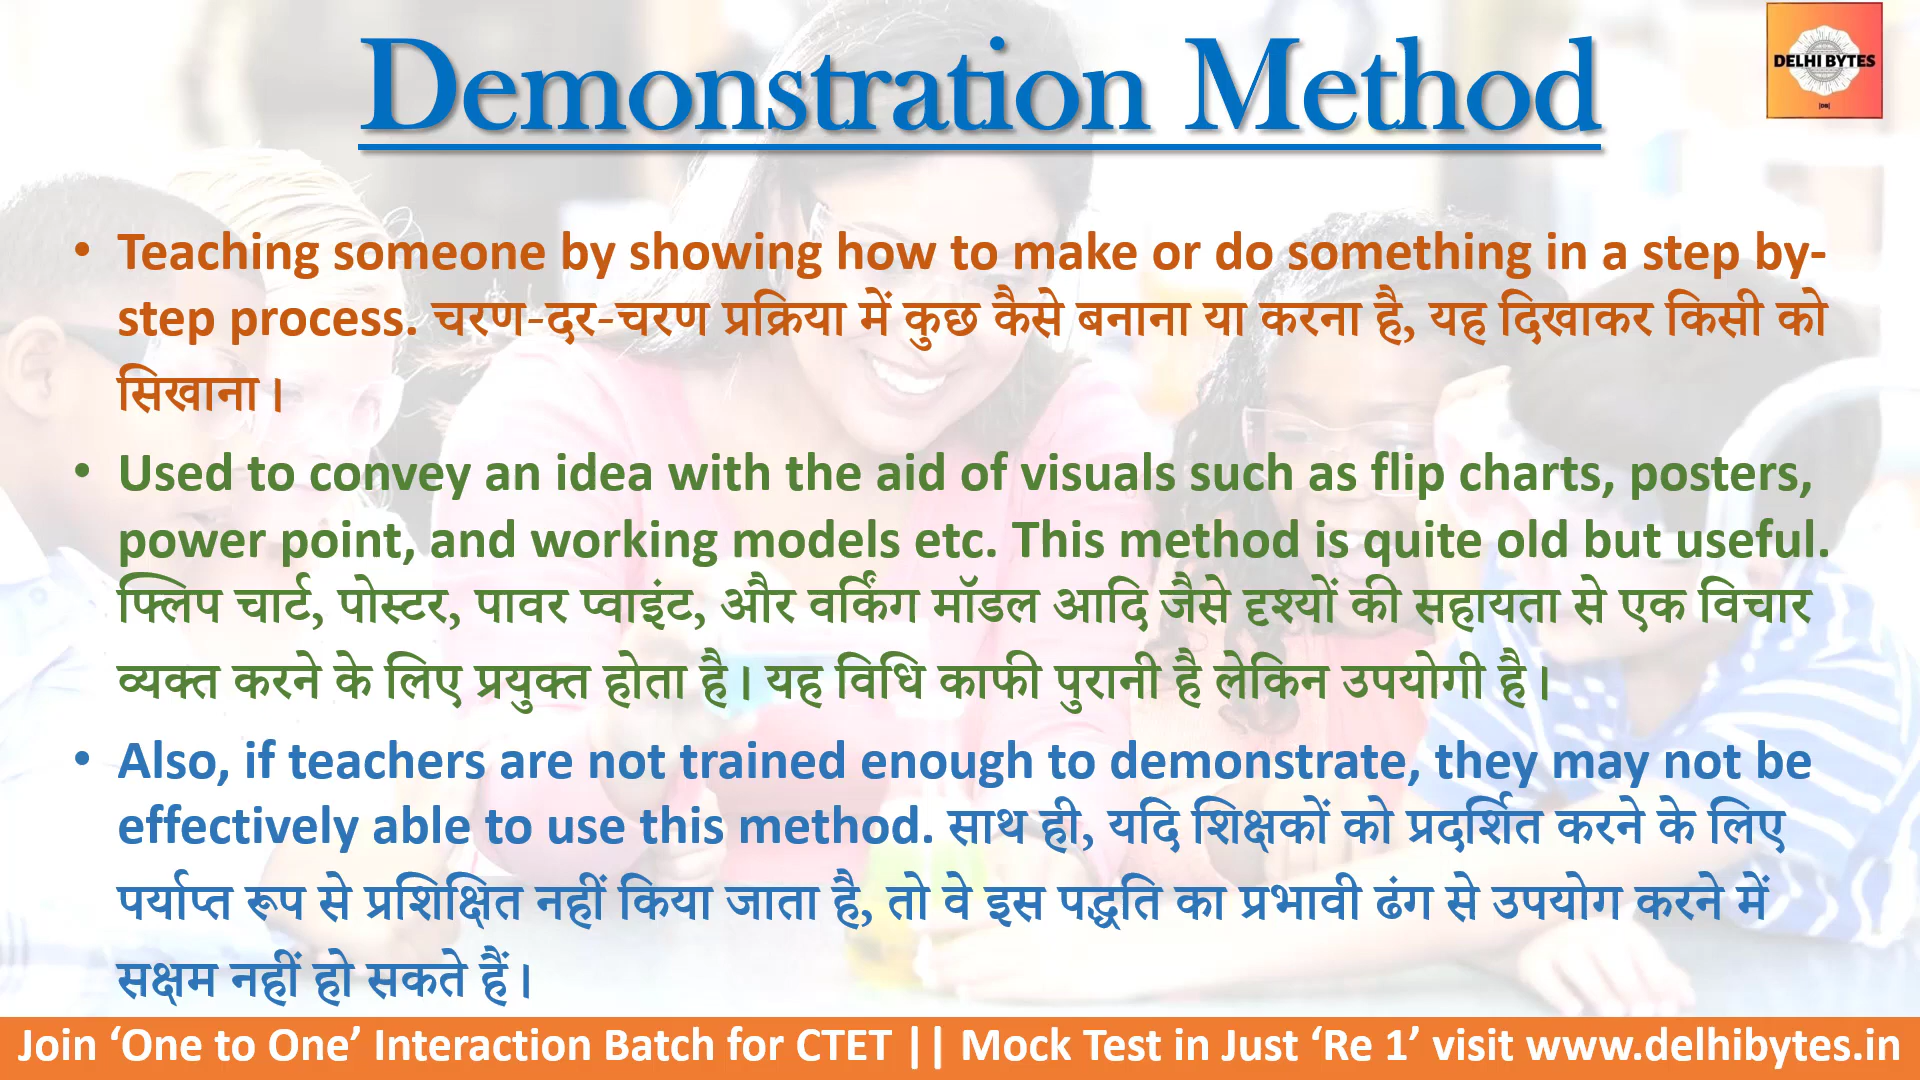 Demonstration Method
DELHI BYTES
|DB|
• Teaching someone by showing how to make or do something in a step by-
step process. चरण-दर-चरण प्रक्रिया में कुछ कैसे बनाना या करना है, यह दिखाकर किसी को
सिखाना।
• Used to convey an idea with the aid of visuals such as flip charts, posters,
power point, and working models etc. This method is quite old but useful.
फ्लिप चार्ट, पोस्टर, पावर प्वाइंट, और वर्किंग मॉडल आदि जैसे दृश्यों की सहायता से एक विचार
व्यक्त करने के लिए प्रयुक्त होता है। यह विधि काफी पुरानी है लेकिन उपयोगी है।
• Also, if teachers are not trained enough to demonstrate, they may not be
effectively able to use this method. साथ ही, यदि शिक्षकों को प्रदर्शित करने के लिए
पर्याप्त रूप से प्रशिक्षित नहीं किया जाता है, तो वे इस पद्धति का प्रभावी ढंग से उपयोग करने में
सक्षम नहीं हो सकते हैं।
Join ‘One to One’ Interaction Batch for CTET || Mock Test in Just ‘Re 1’ visit www.delhibytes.in